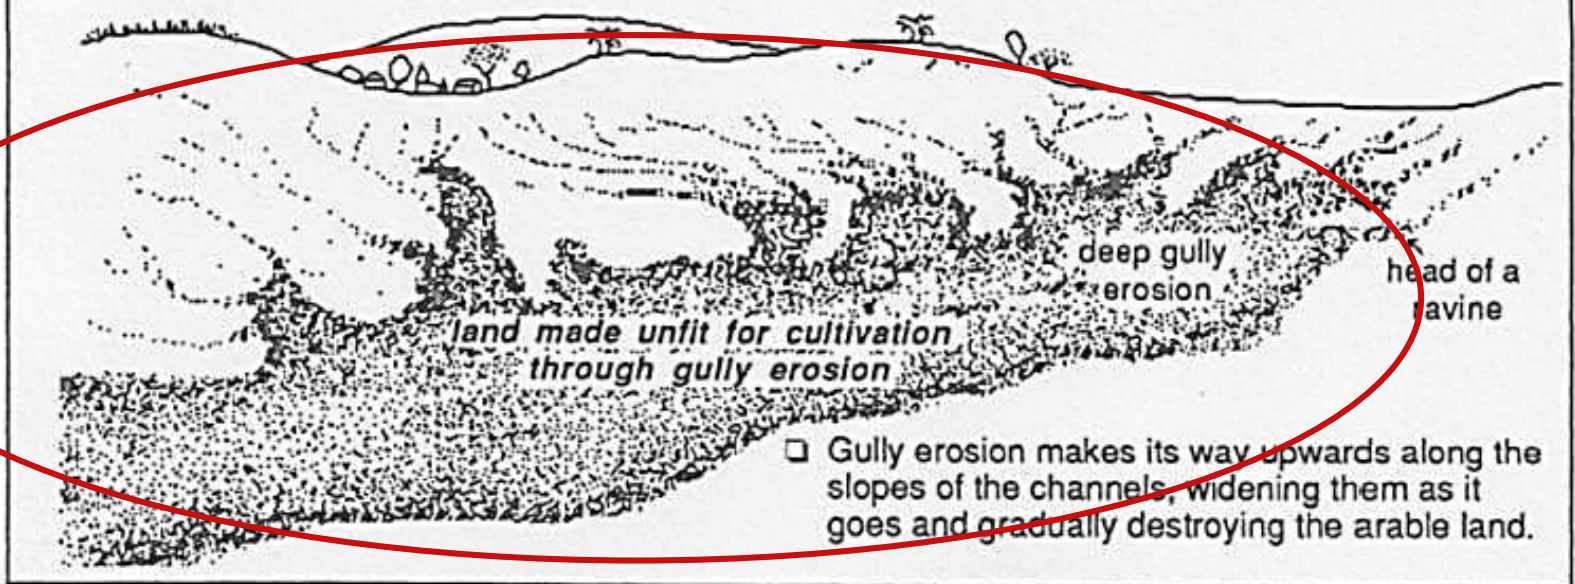 deep gully
erosion
head of a
ravine
land made unfit for cultivation
through gully erosion
❑ Gully erosion makes its way upwards along the
slopes of the channels, widening them as it
goes and gradually destroying the arable land.